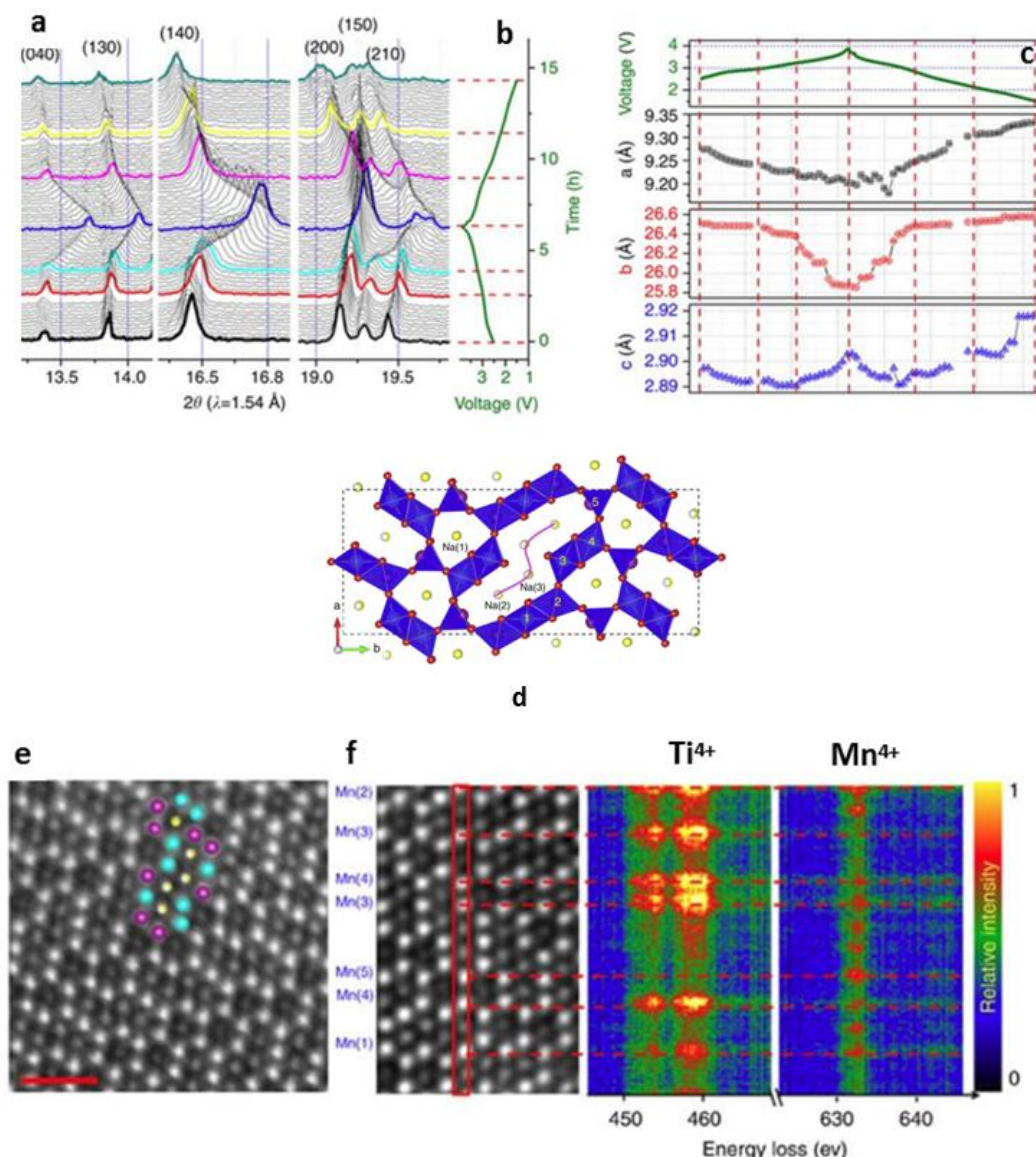 a
(040)
(130)
(140)
(200)
(150)
(210)
b
15
10
5
0
Time (h)
13.5
14.0
16.5
16.8
19.0
19.5
3
2
1
2θ (λ=1.54 Å)
Voltage (V)
c
Voltage (V)
4
3
2
a (Å)
9.35
9.25
9.20
b (Å)
26.6
26.4
26.2
26.0
25.8
c (Å)
2.92
2.91
2.90
2.89
5
Na(1)
4
3
Na(3)
Na(2)
2
1
a
b
d
e
f
Ti4+
Mn4+
Mn(2)
Mn(3)
Mn(4)
Mn(3)
Mn(5)
Mn(4)
Mn(1)
1
Relative intensity
0
450
460
630
640
Energy loss (ev)